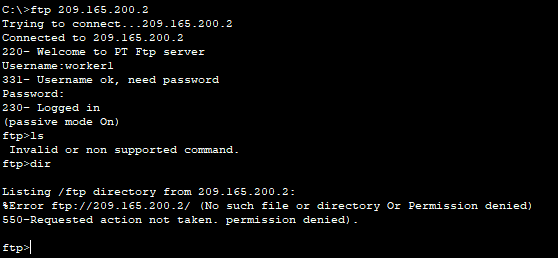 C:\>ftp 209.165.200.2
Trying to connect...209.165.200.2
Connected to 209.165.200.2
220- Welcome to PT Ftp server
Username:worker1
331- Username ok, need password
Password:
230- Logged in
(passive mode On)
ftp>ls
 Invalid or non supported command.
ftp>dir

Listing /ftp directory from 209.165.200.2:
%Error ftp://209.165.200.2/ (No such file or directory Or Permission denied)
550-Requested action not taken. permission denied).

ftp>